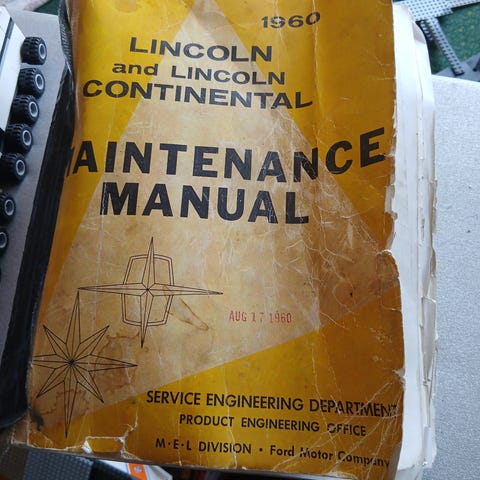 1960
LINCOLN
and LINCOLN
CONTINENTAL
MAINTENANCE
MANUAL
AUG 17 1960
SERVICE ENGINEERING DEPARTMENT
PRODUCT ENGINEERING OFFICE
M·E·L DIVISION • Ford Motor Company